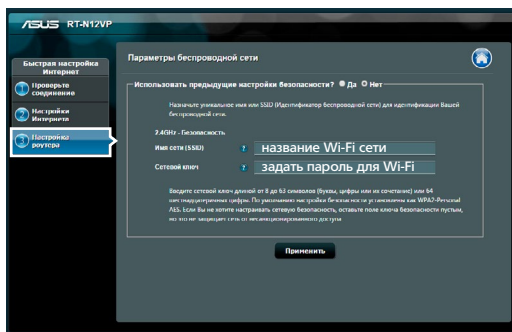 ASUS RT-N12VP
Быстрая настройка
Интернет
1 Проверьте
соединение
2 Настройки
Интернета
3 Настройка
роутера
Параметры беспроводной сети
Использовать предыдущие настройки безопасности? Да Нет
Назначьте уникальное имя или SSID (Идентификатор беспроводной сети) для идентификации Вашей
беспроводной сети.
2.4GHz - Безопасность
Имя сети (SSID) ? название Wi-Fi сети
Сетевой ключ ? задать пароль для Wi-Fi
Введите сетевой ключ длиной от 8 до 63 символов (буквы, цифры или их сочетание) или 64
шестнадцатеричных цифры. По умолчанию настройки безопасности установлены как WPA2-Personal
AES. Если Вы не хотите настраивать сетевую безопасность, оставьте поле ключа безопасности пустым,
но это не защищает сеть от несанкционированного доступа
Применить